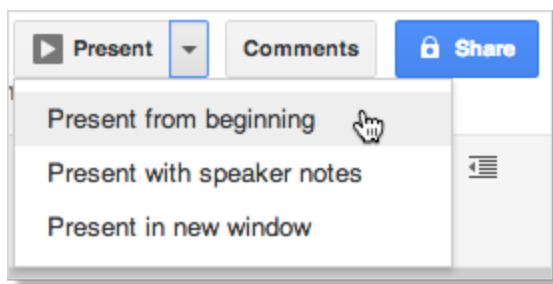 Present Comments Share
Present from beginning
Present with speaker notes
Present in new window